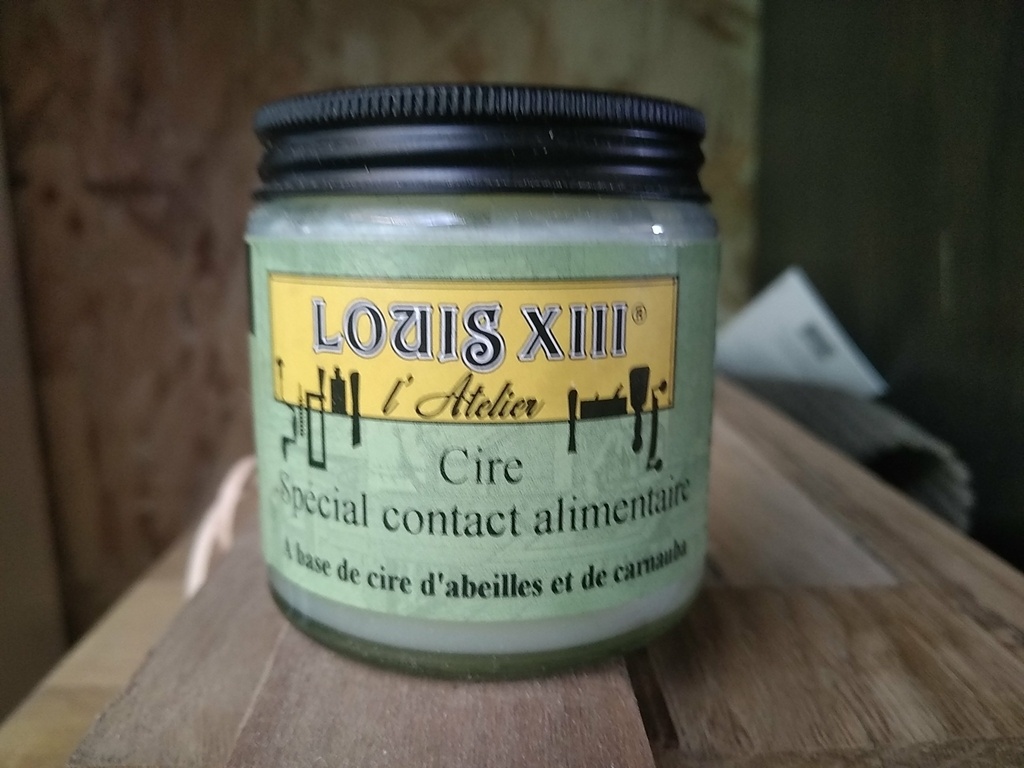 LOUIS XIII®
l'Atelier
Cire
Spécial contact alimentaire
A base de cire d'abeilles et de carnauba